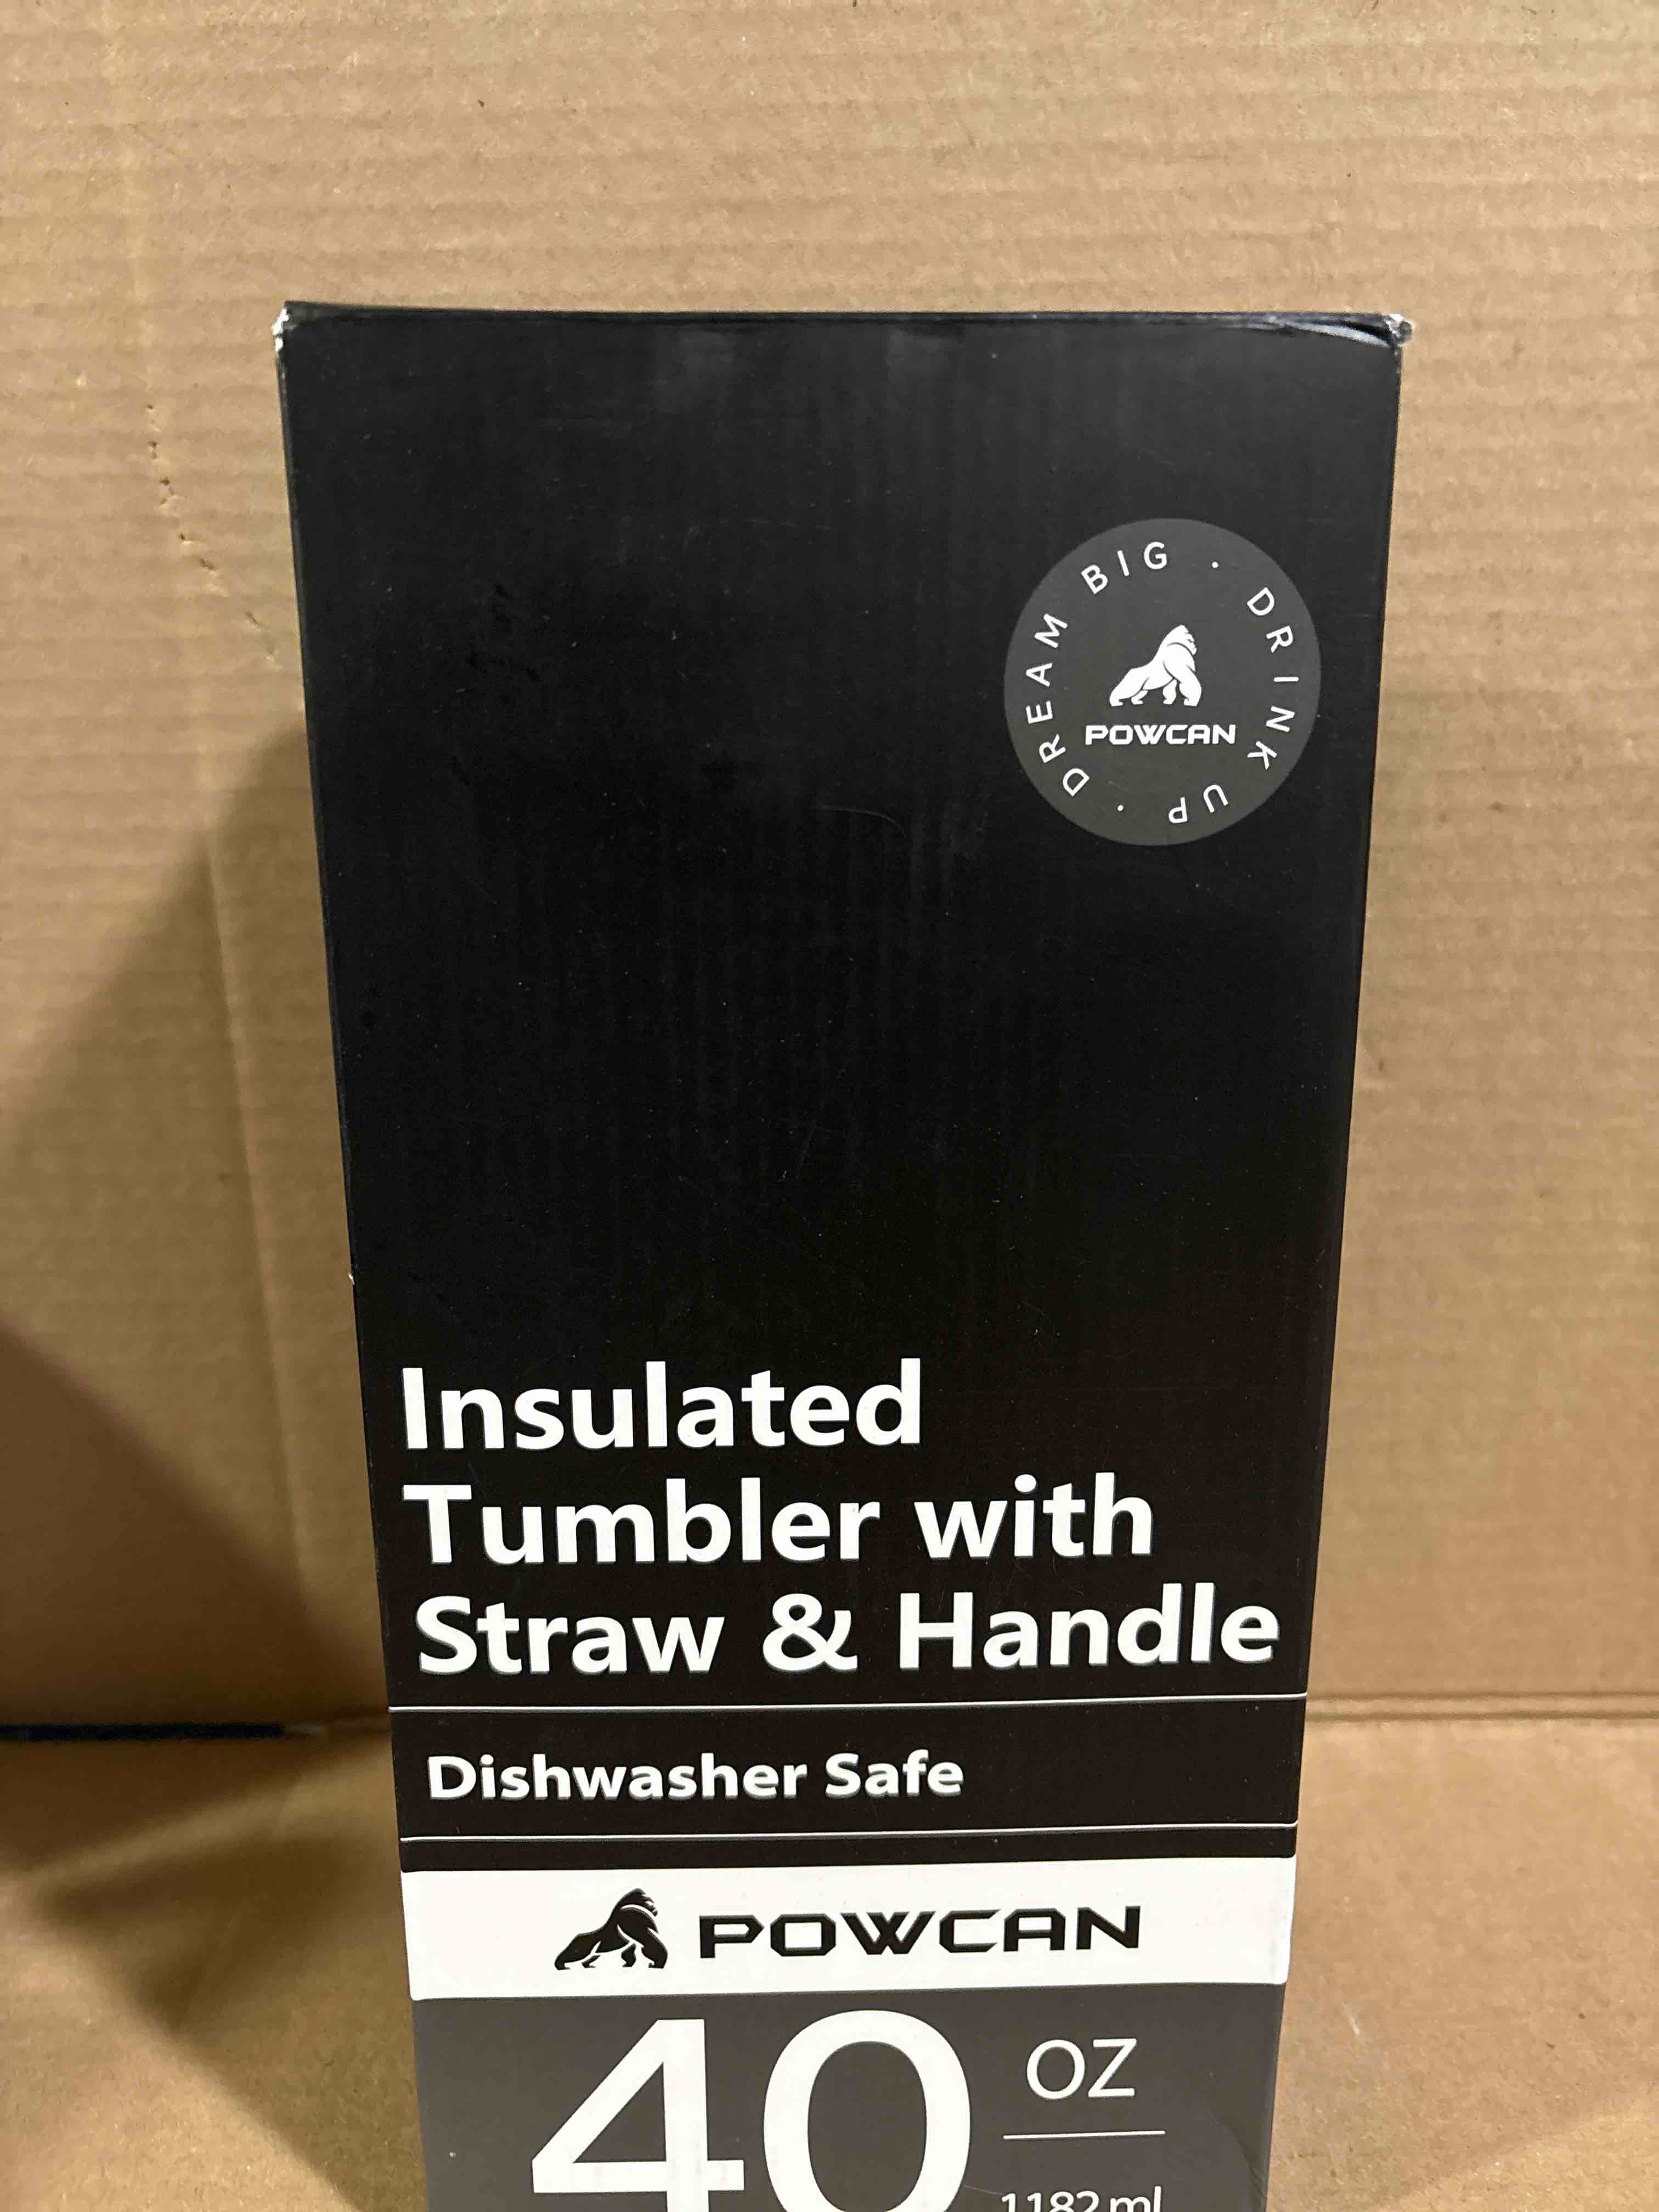 DREAM BIG · DRINK UP ·
POWCAN
Insulated
Tumbler with
Straw & Handle
Dishwasher Safe
POWCAN
40 OZ
1182 ml